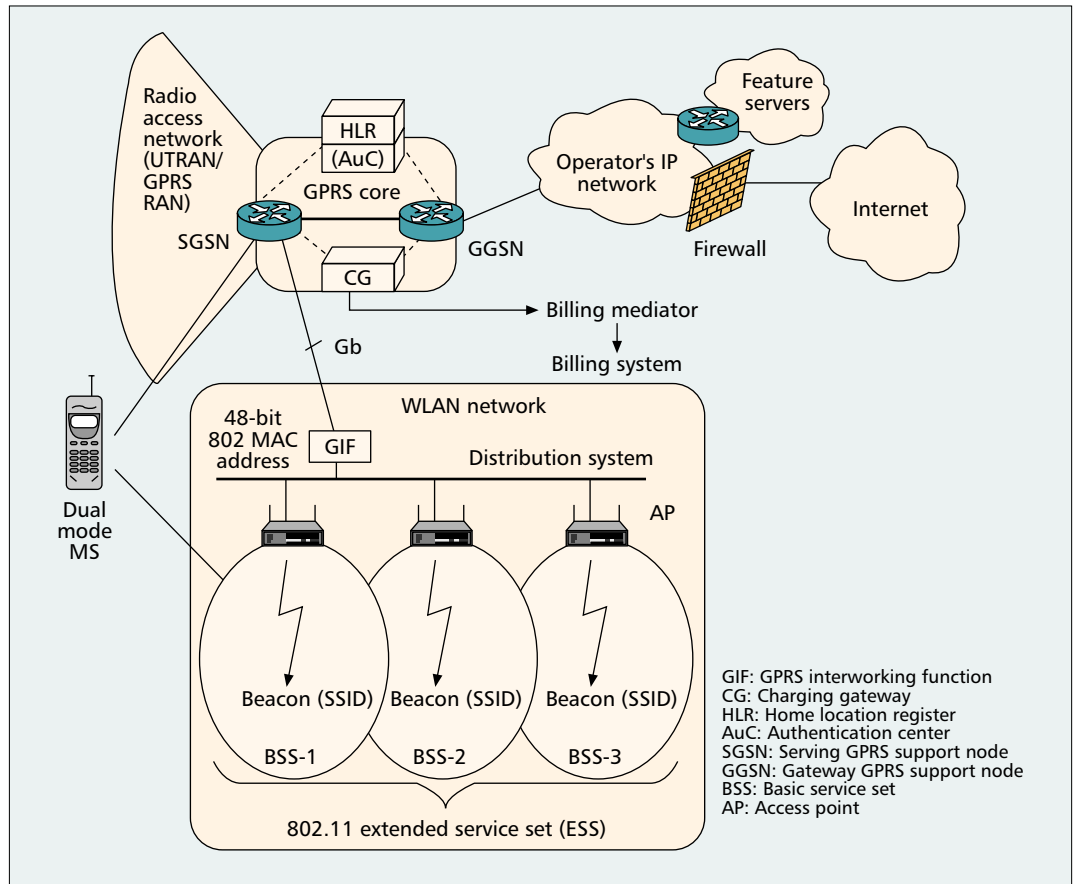 Radio
access
network
(UTRAN/
GPRS
RAN)
HLR
(AuC)
GPRS core
SGSN
GGSN
CG
Operator's IP
network
Feature
servers
Firewall
Internet
Billing mediator
Billing system
Gb
Dual
mode
MS
WLAN network
48-bit
802 MAC
address
GIF
Distribution system
AP
Beacon (SSID)
Beacon (SSID)
Beacon (SSID)
BSS-1
BSS-2
BSS-3
802.11 extended service set (ESS)
GIF: GPRS interworking function
CG: Charging gateway
HLR: Home location register
AuC: Authentication center
SGSN: Serving GPRS support node
GGSN: Gateway GPRS support node
BSS: Basic service set
AP: Access point